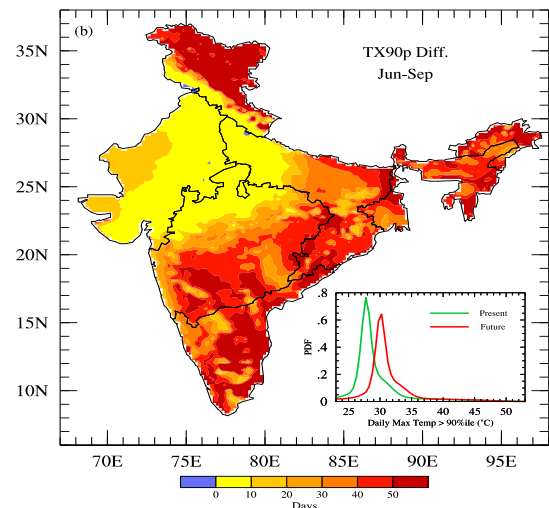 (b)
TX90p Diff.
Jun-Sep
35N
30N
25N
20N
15N
10N
70E 75E 80E 85E 90E 95E
PDF
.8
.6
.4
.2
0
Present
Future
25 30 35 40 45 50
Daily Max Temp > 90%ile (°C)
0 10 20 30 40 50
Days